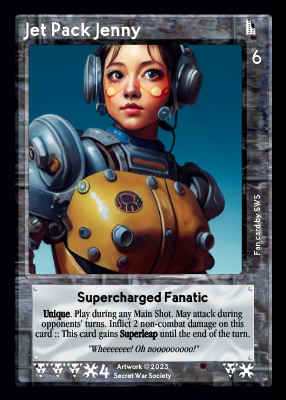 Jet Pack Jenny
6
Fan card by SWS
Supercharged Fanatic
Unique. Play during any Main Shot. May attack during
opponents' turns. Inflict 2 non-combat damage on this
card :: This card gains Superleap until the end of the turn.
"Wheeeeeee! Oh nooooooooo!"
4
Artwork © 2023
Secret War Society